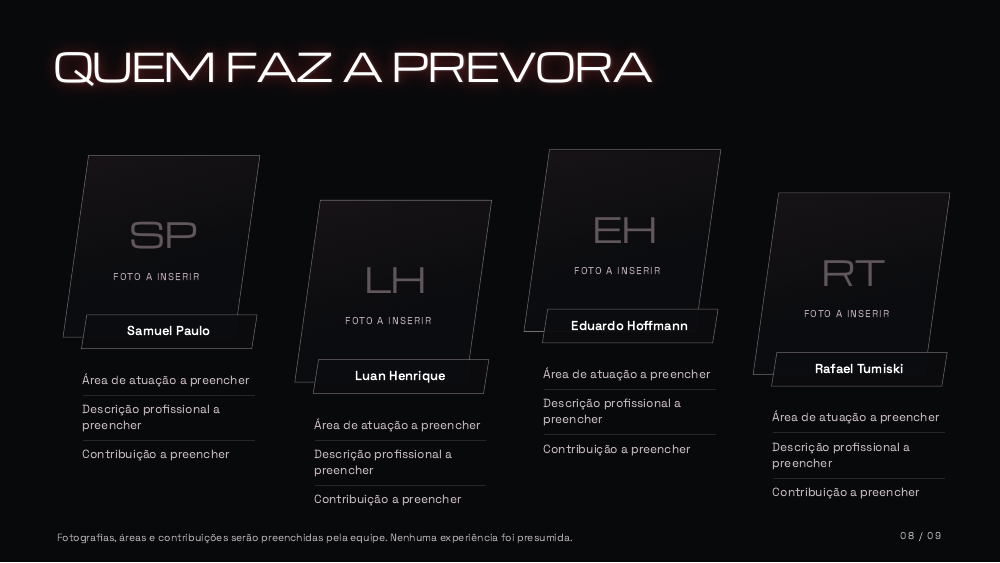 QUEM FAZ A PREVORA
SP
FOTO A INSERIR
Samuel Paulo
Área de atuação a preencher
Descrição profissional a
preencher
Contribuição a preencher
LH
FOTO A INSERIR
Luan Henrique
Área de atuação a preencher
Descrição profissional a
preencher
Contribuição a preencher
EH
FOTO A INSERIR
Eduardo Hoffmann
Área de atuação a preencher
Descrição profissional a
preencher
Contribuição a preencher
RT
FOTO A INSERIR
Rafael Tumiski
Área de atuação a preencher
Descrição profissional a
preencher
Contribuição a preencher
Fotografias, áreas e contribuições serão preenchidas pela equipe. Nenhuma experiência foi presumida.
08 / 09